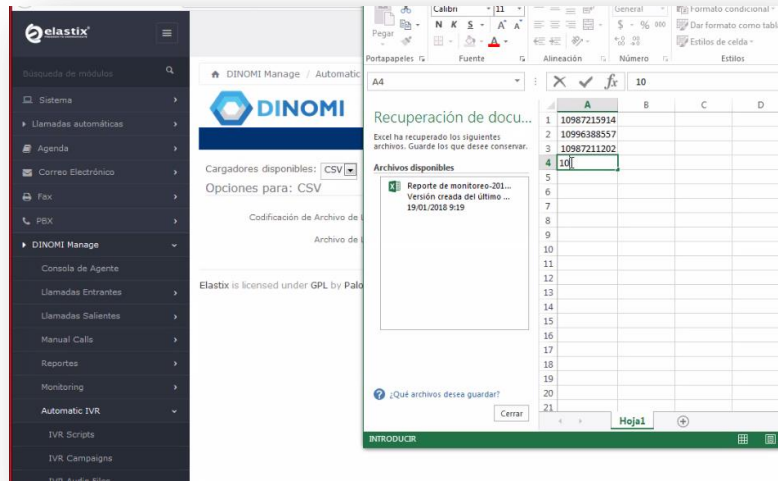 elastix
Búsqueda de módulos
Sistema
Llamadas automáticas
Agenda
Correo Electrónico
Fax
PBX
DINOMI Manage
Consola de Agente
Llamadas Entrantes
Llamadas Salientes
Manual Calls
Reportes
Monitoring
Automatic IVR
IVR Scripts
IVR Campaigns
IVR Audio Files
DINOMI Manage / Automatic
DINOMI
Cargadores disponibles: CSV
Opciones para: CSV
Codificación de Archivo de
Archivo de
Elastix is licensed under GPL by Palo
Pegar
Calibri 11
N K S A A
A
General
$ % 000
Formato condicional
Dar formato como tabla
Estilos de celda
Portapapeles Fuente Alineación Número Estilos
A4 fx 10
Recuperación de docu...
Excel ha recuperado los siguientes
archivos. Guarde los que desee conservar.
Archivos disponibles
Reporte de monitoreo-201...
Versión creada del último ...
19/01/2018 9:19
¿Qué archivos desea guardar?
Cerrar
A B C D
1 10987215914
2 10996388557
3 10987211202
4 10
5
6
7
8
9
10
11
12
13
14
15
16
17
18
19
20
21
Hoja1
INTRODUCIR